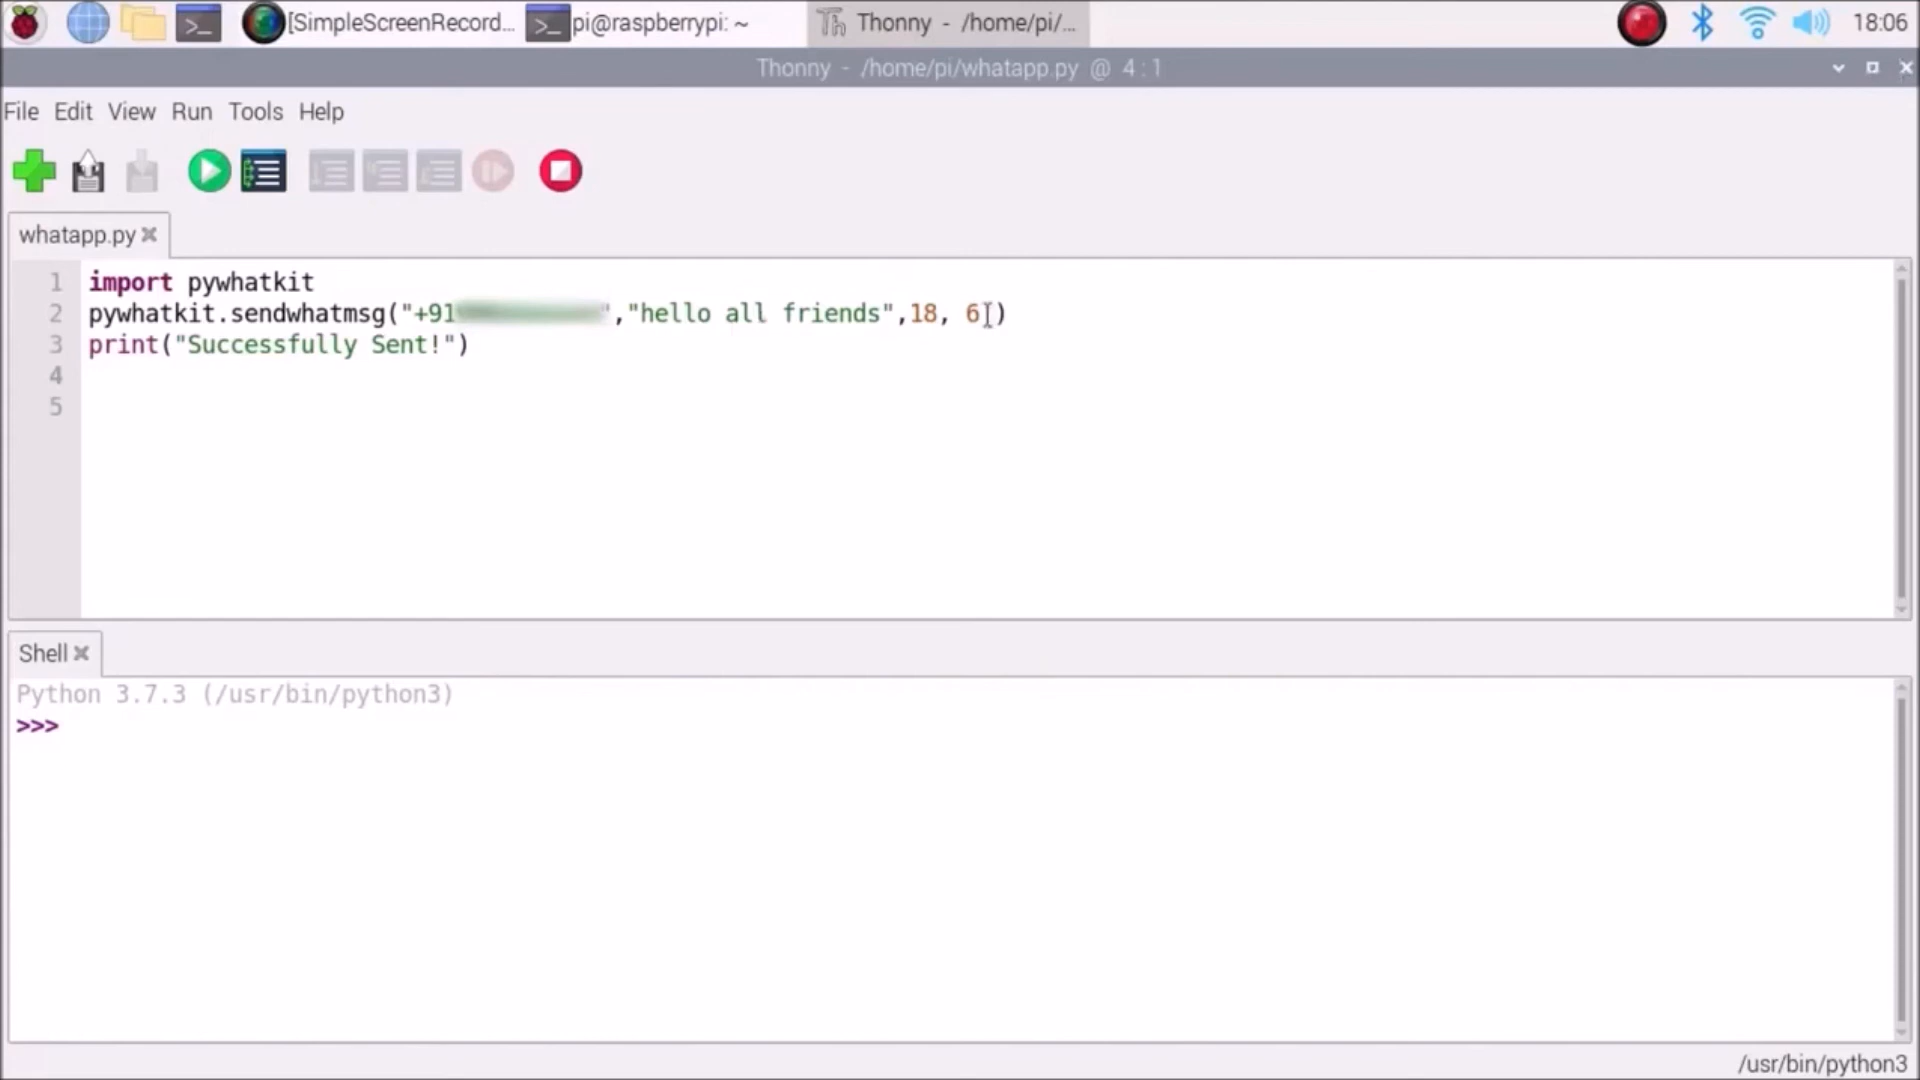 [SimpleScreenRecord... pi@raspberrypi: ~ Thonny - /home/pi/... 18:06
Thonny - /home/pi/whatapp.py @ 4:1
File Edit View Run Tools Help
whatapp.py
1 import pywhatkit
2 pywhatkit.sendwhatmsg("+91 ","hello all friends",18, 6 )
3 print("Successfully Sent!")
4
5
Shell
Python 3.7.3 (/usr/bin/python3)
>>>
/usr/bin/python3